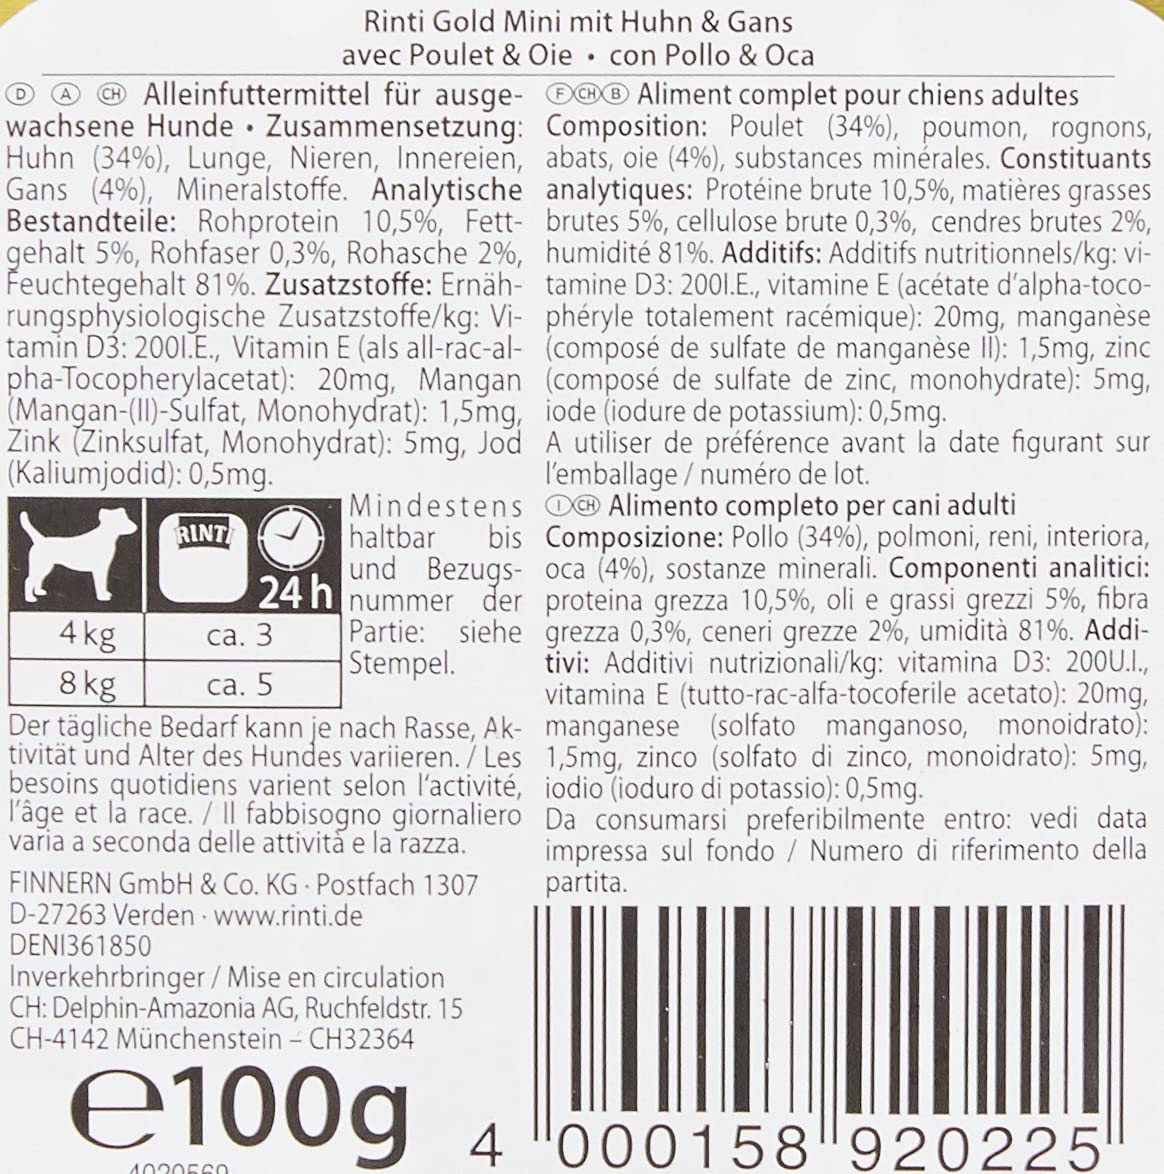 Rinti Gold Mini mit Huhn & Gans
avec Poulet & Oie • con Pollo & Oca
D A CH Alleinfuttermittel für ausge-
wachsene Hunde • Zusammensetzung:
Huhn (34%), Lunge, Nieren, Innereien,
Gans (4%), Mineralstoffe. Analytische
Bestandteile: Rohprotein 10,5%, Fett-
gehalt 5%, Rohfaser 0,3%, Rohasche 2%,
Feuchtegehalt 81%. Zusatzstoffe: Ernäh-
rungsphysiologische Zusatzstoffe/kg: Vi-
tamin D3: 200I.E., Vitamin E (als all-rac-al-
pha-Tocopherylacetat): 20mg, Mangan
(Mangan-(II)-Sulfat, Monohydrat): 1,5mg,
Zink (Zinksulfat, Monohydrat): 5mg, Jod
(Kaliumjodid): 0,5mg.
RINTI
24 h
4 kg ca. 3
8 kg ca. 5
Mindestens
haltbar bis
und Bezugs-
nummer der
Partie: siehe
Stempel.
Der tägliche Bedarf kann je nach Rasse, Ak-
tivität und Alter des Hundes variieren. / Les
besoins quotidiens varient selon l'activité,
l'âge et la race. / Il fabbisogno giornaliero
varia a seconda delle attività e la razza.
FINNERN GmbH & Co. KG · Postfach 1307
D-27263 Verden · www.rinti.de
DENI361850
Inverkehrbringer / Mise en circulation
CH: Delphin-Amazonia AG, Ruchfeldstr. 15
CH-4142 Münchenstein – CH32364
℮100g
4020569
F CH B Aliment complet pour chiens adultes
Composition: Poulet (34%), poumon, rognons,
abats, oie (4%), substances minérales. Constituants
analytiques: Protéine brute 10,5%, matières grasses
brutes 5%, cellulose brute 0,3%, cendres brutes 2%,
humidité 81%. Additifs: Additifs nutritionnels/kg: vi-
tamine D3: 200I.E., vitamine E (acétate d'alpha-toco-
phéryle totalement racémique): 20mg, manganèse
(composé de sulfate de manganèse II): 1,5mg, zinc
(composé de sulfate de zinc, monohydrate): 5mg,
iode (iodure de potassium): 0,5mg.
A utiliser de préférence avant la date figurant sur
l'emballage / numéro de lot.
I CH Alimento completo per cani adulti
Composizione: Pollo (34%), polmoni, reni, interiora,
oca (4%), sostanze minerali. Componenti analitici:
proteina grezza 10,5%, oli e grassi grezzi 5%, fibra
grezza 0,3%, ceneri grezze 2%, umidità 81%. Addi-
tivi: Additivi nutrizionali/kg: vitamina D3: 200U.I.,
vitamina E (tutto-rac-alfa-tocoferile acetato): 20mg,
manganese (solfato manganoso, monoidrato):
1,5mg, zinco (solfato di zinco, monoidrato): 5mg,
iodio (ioduro di potassio): 0,5mg.
Da consumarsi preferibilmente entro: vedi data
impressa sul fondo / Numero di riferimento della
partita.
4 000158 920225